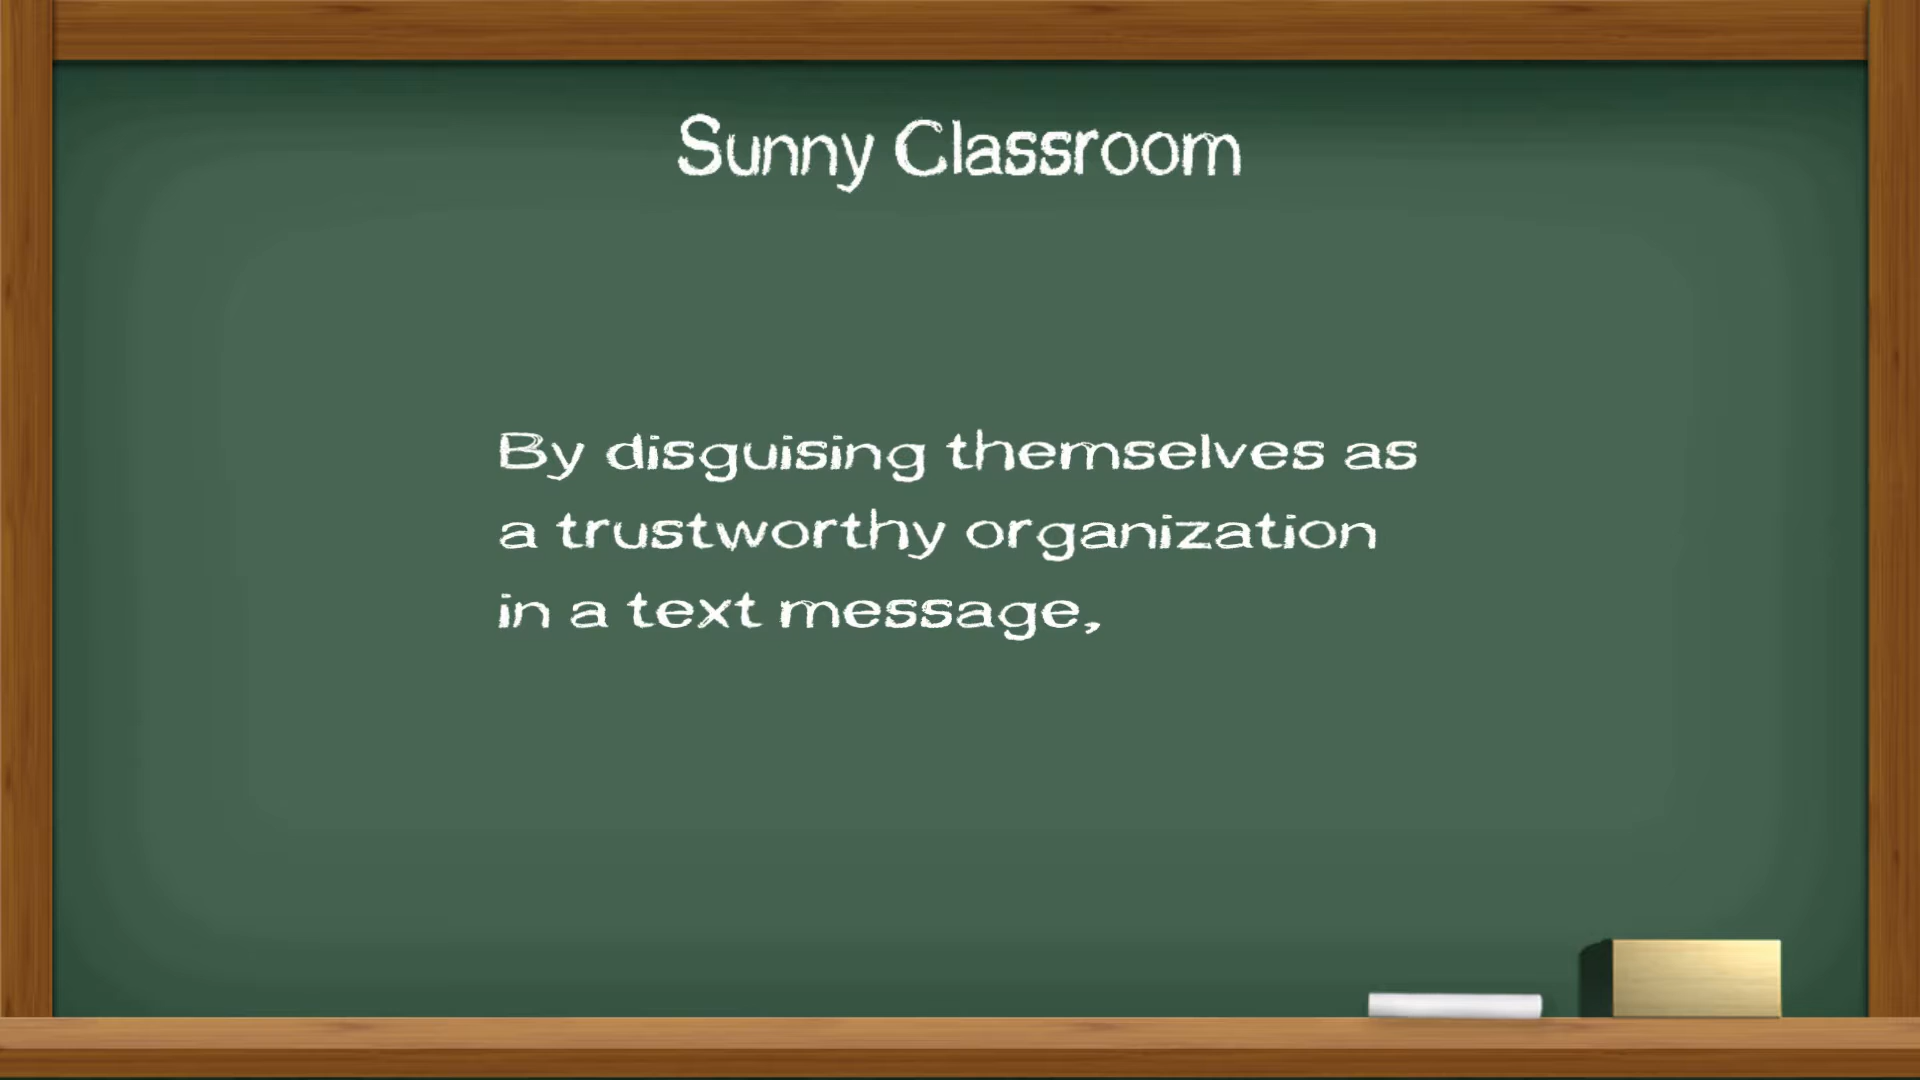 Sunny Classroom
By disguising themselves as
a trustworthy organization
in a text message,